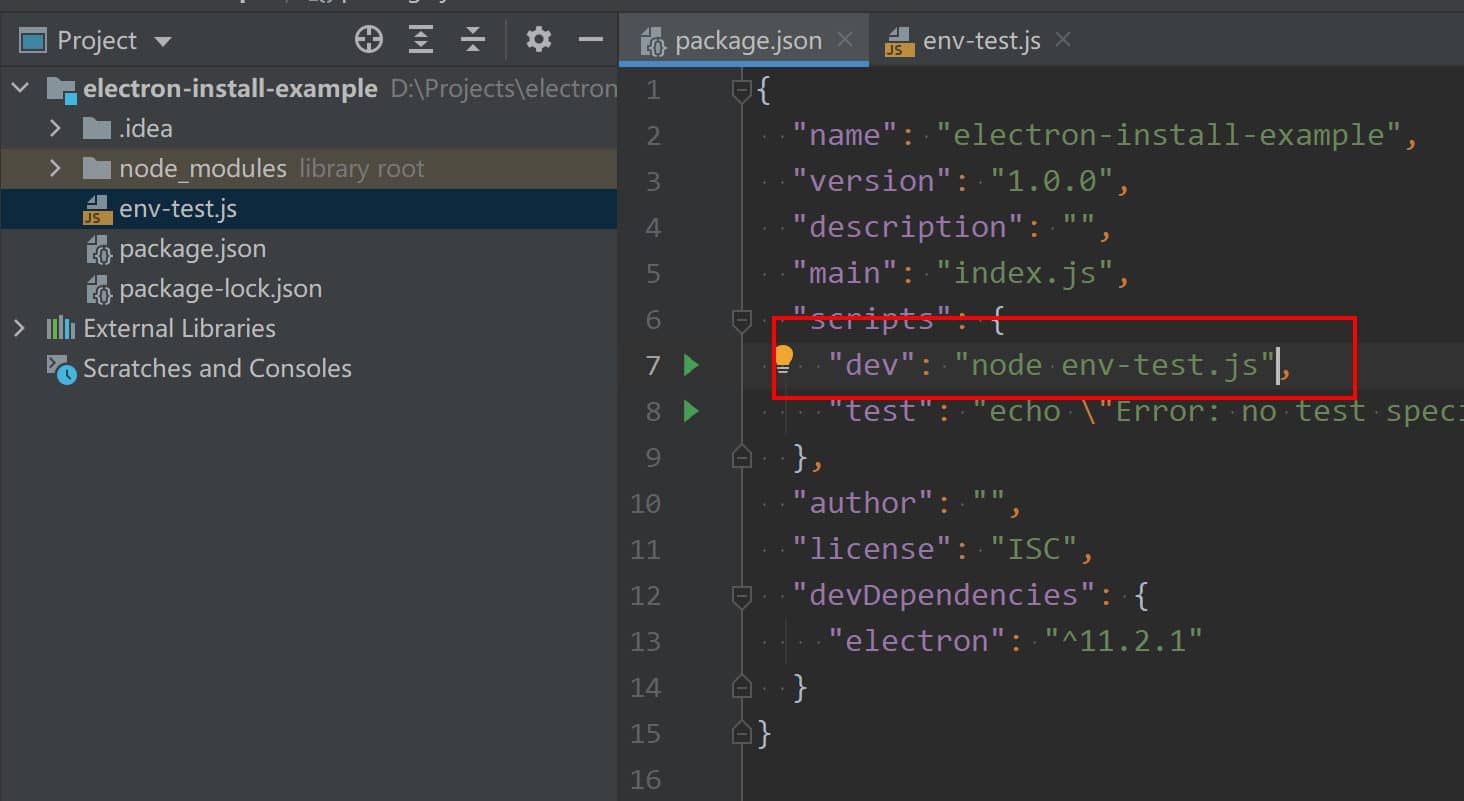 Project
electron-install-example D:\Projects\electron
.idea
node_modules library root
env-test.js
package.json
package-lock.json
External Libraries
Scratches and Consoles
package.json env-test.js
1 {
2 "name": "electron-install-example",
3 "version": "1.0.0",
4 "description": "",
5 "main": "index.js",
6 "scripts": {
7 "dev": "node env-test.js",
8 "test": "echo \"Error: no test speci
9 },
10 "author": "",
11 "license": "ISC",
12 "devDependencies": {
13 "electron": "^11.2.1"
14 }
15 }
16